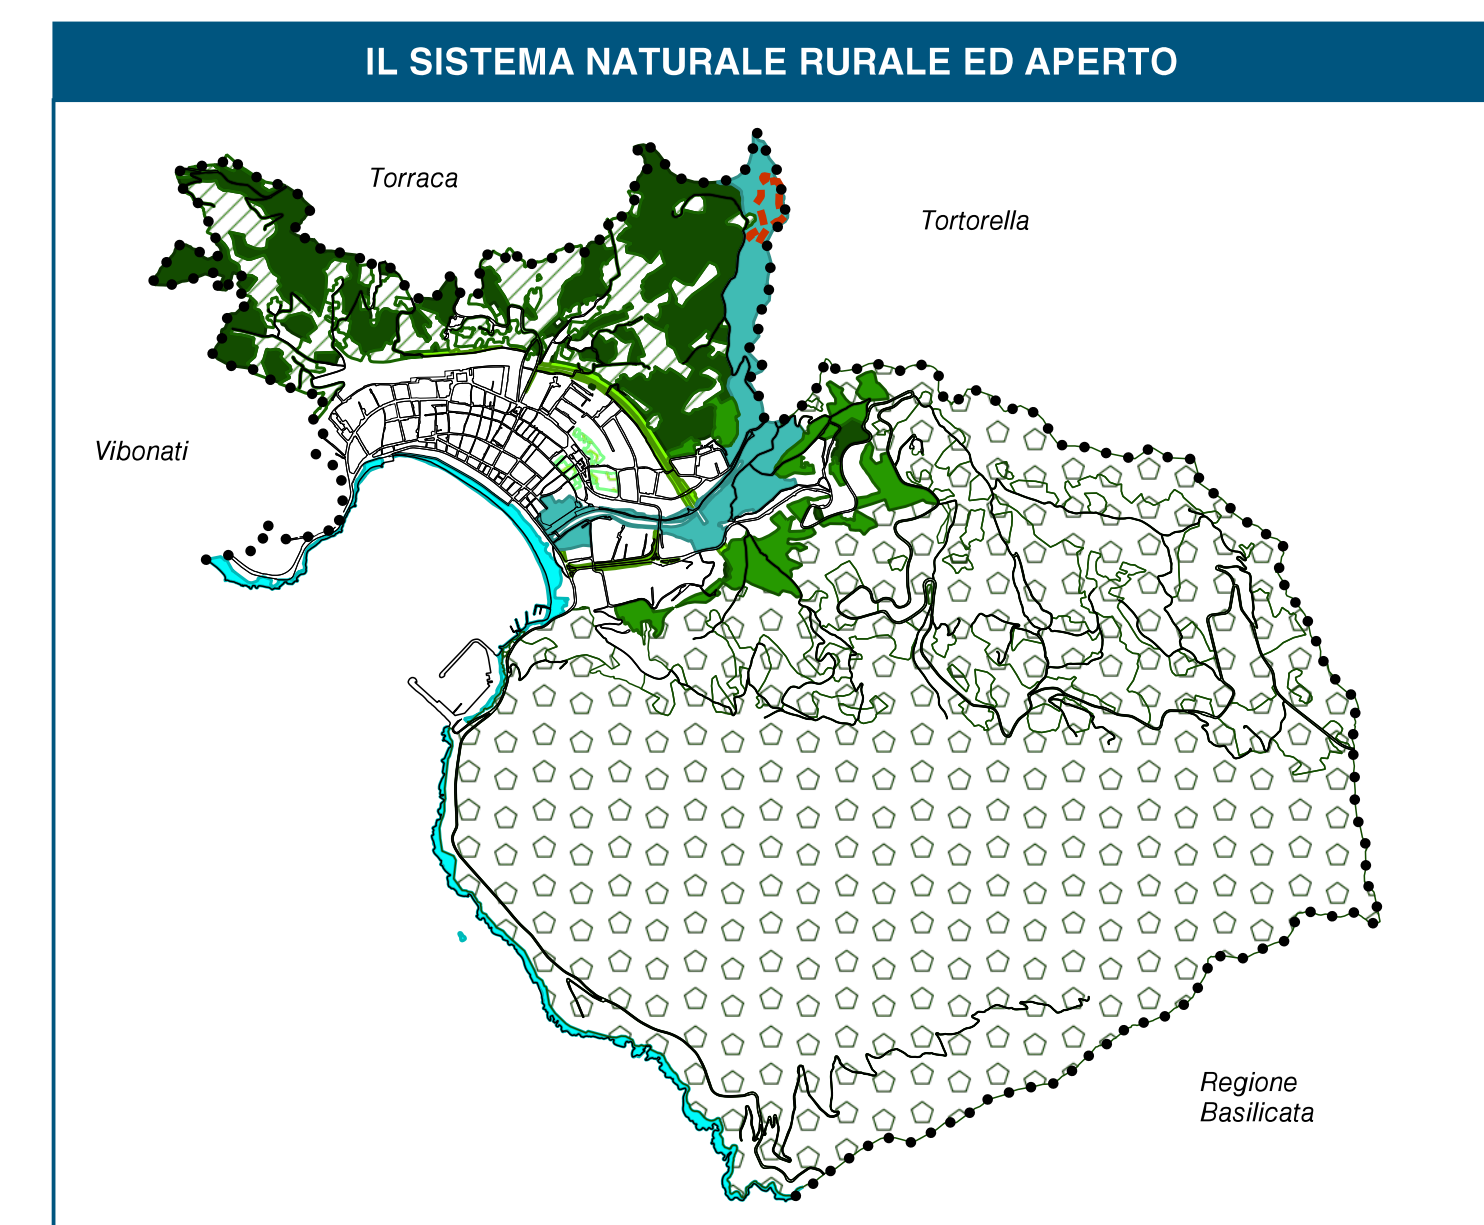 IL SISTEMA NATURALE RURALE ED APERTO
Torraca
Tortorella
Vibonati
Regione
Basilicata